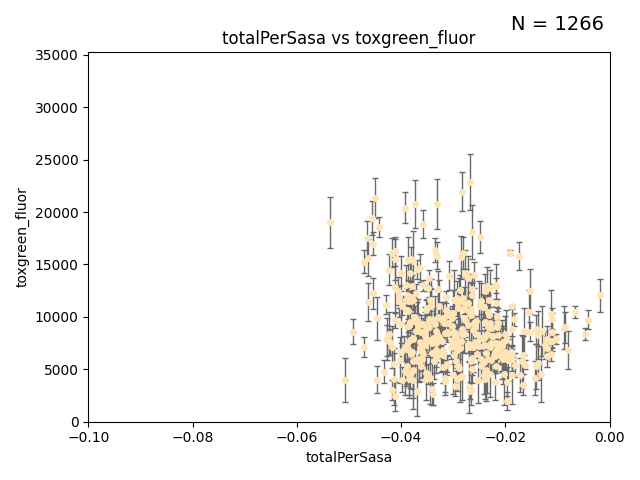 N = 1266
totalPerSasa vs toxgreen_fluor
toxgreen_fluor
35000
30000
25000
20000
15000
10000
5000
0
−0.10 −0.08 −0.06 −0.04 −0.02 0.00
totalPerSasa